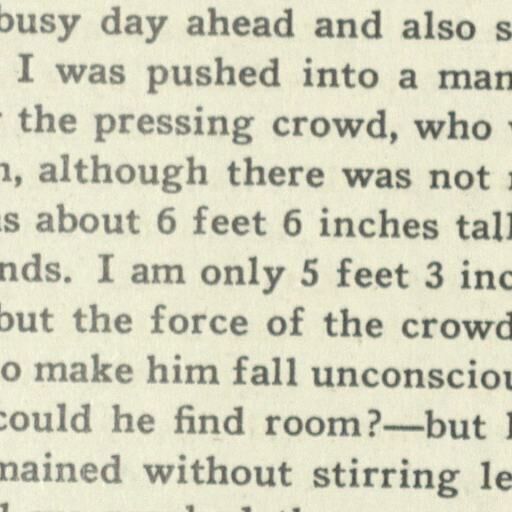 busy day ahead and also s
I was pushed into a man
the pressing crowd, who
although there was not
about 6 feet 6 inches tall
nds. I am only 5 feet 3 inc
but the force of the crowd
o make him fall unconsciou
could he find room?—but
mained without stirring le